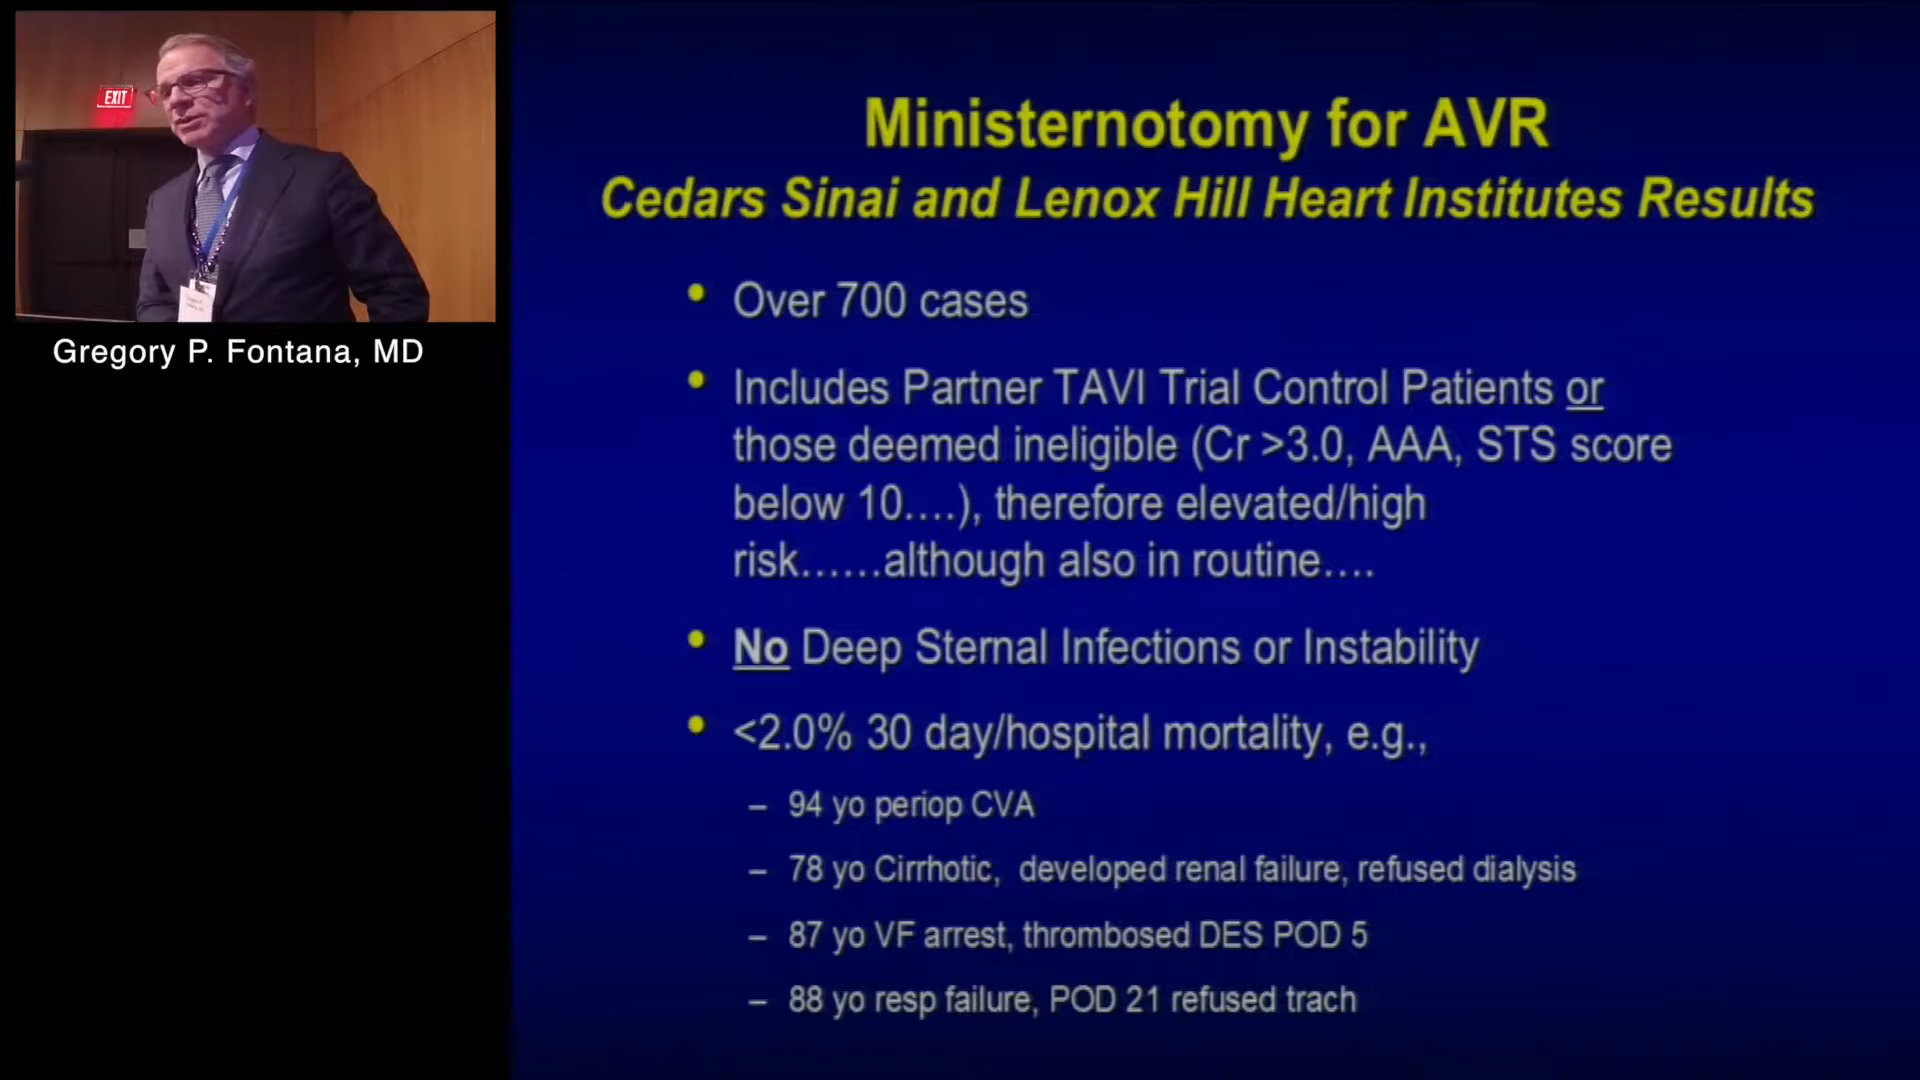 EXIT
Gregory P. Fontana, MD
Ministernotomy for AVR
Cedars Sinai and Lenox Hill Heart Institutes Results
• Over 700 cases
• Includes Partner TAVI Trial Control Patients or
those deemed ineligible (Cr >3.0, AAA, STS score
below 10....), therefore elevated/high
risk......although also in routine....
• No Deep Sternal Infections or Instability
• <2.0% 30 day/hospital mortality, e.g.,
– 94 yo periop CVA
– 78 yo Cirrhotic, developed renal failure, refused dialysis
– 87 yo VF arrest, thrombosed DES POD 5
– 88 yo resp failure, POD 21 refused trach